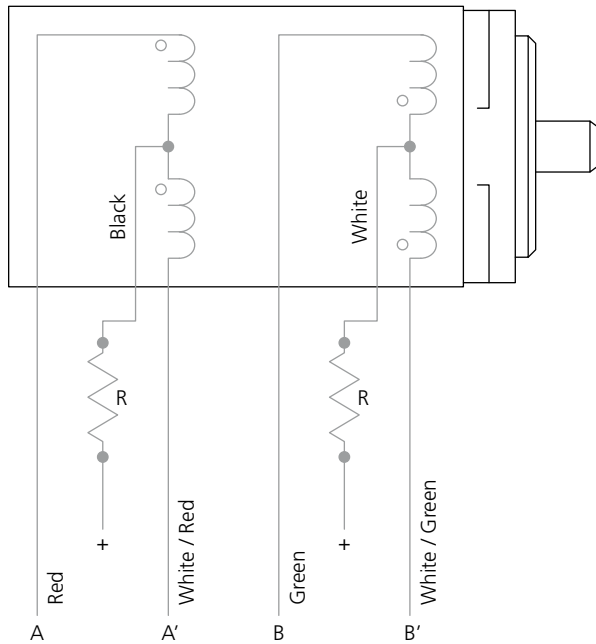 Black
White
R
R
+
+
Red
White / Red
Green
White / Green
A
A'
B
B'